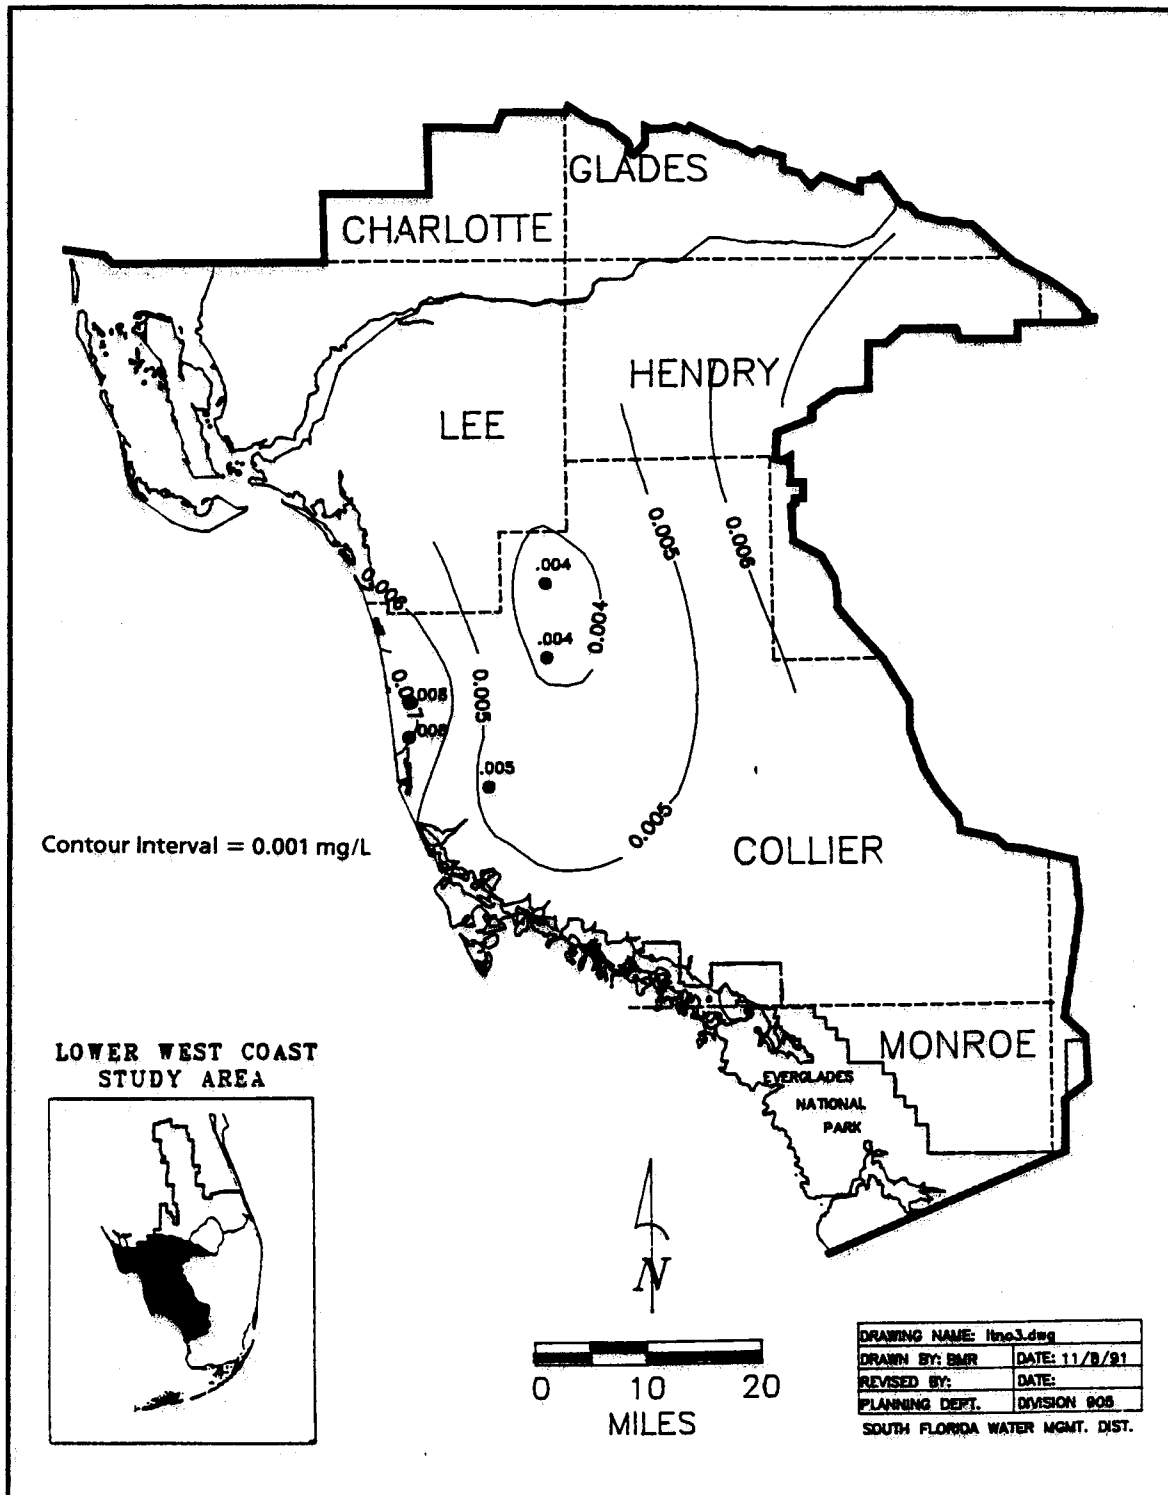 GLADES
CHARLOTTE
HENDRY
LEE
0.005
0.006
.004
0.004
.004
0.006
0.005
.008
.008
.005
0.005
Contour Interval = 0.001 mg/L
COLLIER
MONROE
EVERGLADES
NATIONAL
PARK
LOWER WEST COAST
STUDY AREA
N
0 10 20
MILES
DRAWING NAME: ltno3.dwg
DRAWN BY: BMR DATE: 11/8/91
REVISED BY: DATE:
PLANNING DEPT. DIVISION 905
SOUTH FLORIDA WATER MGMT. DIST.